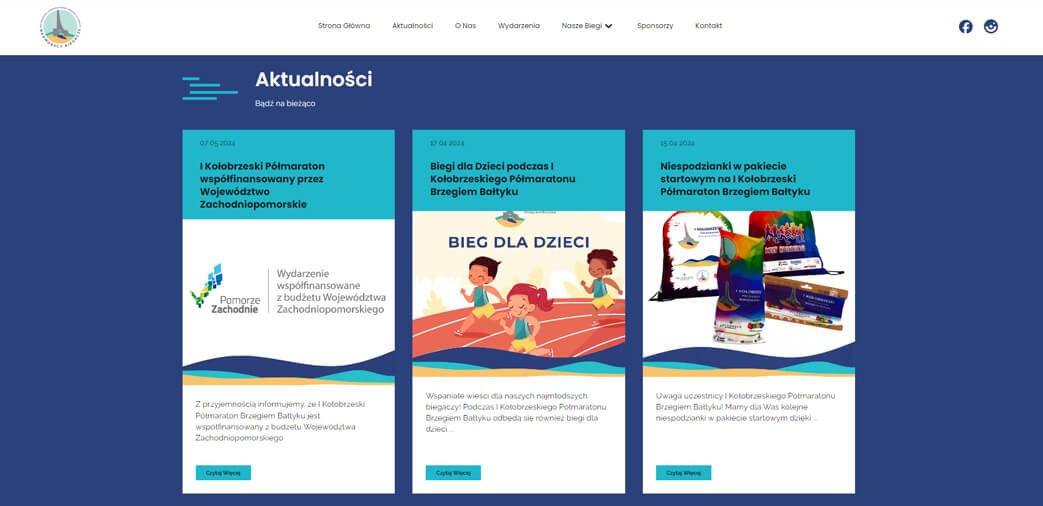 Strona Główna
Aktualności
O Nas
Wydarzenia
Nasze Biegi
Sponsorzy
Kontakt
Aktualności
Bądź na bieżąco
07 05 2024
I Kołobrzeski Półmaraton
współfinansowany przez
Województwo
Zachodniopomorskie
Pomorze
Zachodnie
Wydarzenie
współfinansowane
z budżetu Województwa
Zachodniopomorskiego
Z przyjemnością informujemy, że I Kołobrzeski
Półmaraton Brzegiem Bałtyku jest
współfinansowany z budżetu Województwa
Zachodniopomorskiego
Czytaj Więcej
17 04 2024
Biegi dla Dzieci podczas I
Kołobrzeskiego Półmaratonu
Brzegiem Bałtyku
BIEG DLA DZIECI
Wspaniałe wieści dla naszych najmłodszych
biegaczy! Podczas I Kołobrzeskiego Półmaratonu
Brzegiem Bałtyku odbędą się również biegi dla
dzieci ...
Czytaj Więcej
15 04 2024
Niespodzianki w pakiecie
startowym na I Kołobrzeski
Półmaraton Brzegiem Bałtyku
Uwaga uczestnicy I Kołobrzeskiego Półmaratonu
Brzegiem Bałtyku! Mamy dla Was kolejne
niespodzianki w pakiecie startowym dzięki ...
Czytaj Więcej